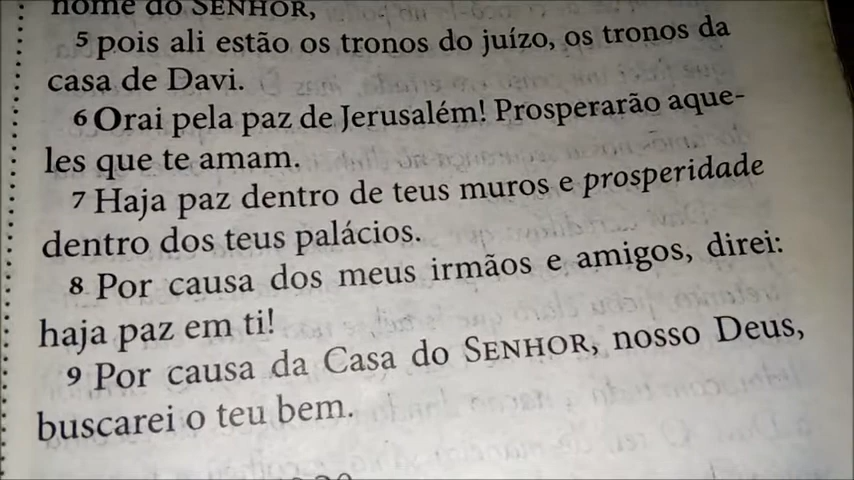 nome do SENHOR,
5 pois ali estão os tronos do juízo, os tronos da
casa de Davi.
6 Orai pela paz de Jerusalém! Prosperarão aque-
les que te amam.
7 Haja paz dentro de teus muros e prosperidade
dentro dos teus palácios.
8 Por causa dos meus irmãos e amigos, direi:
haja paz em ti!
9 Por causa da Casa do SENHOR, nosso Deus,
buscarei o teu bem.